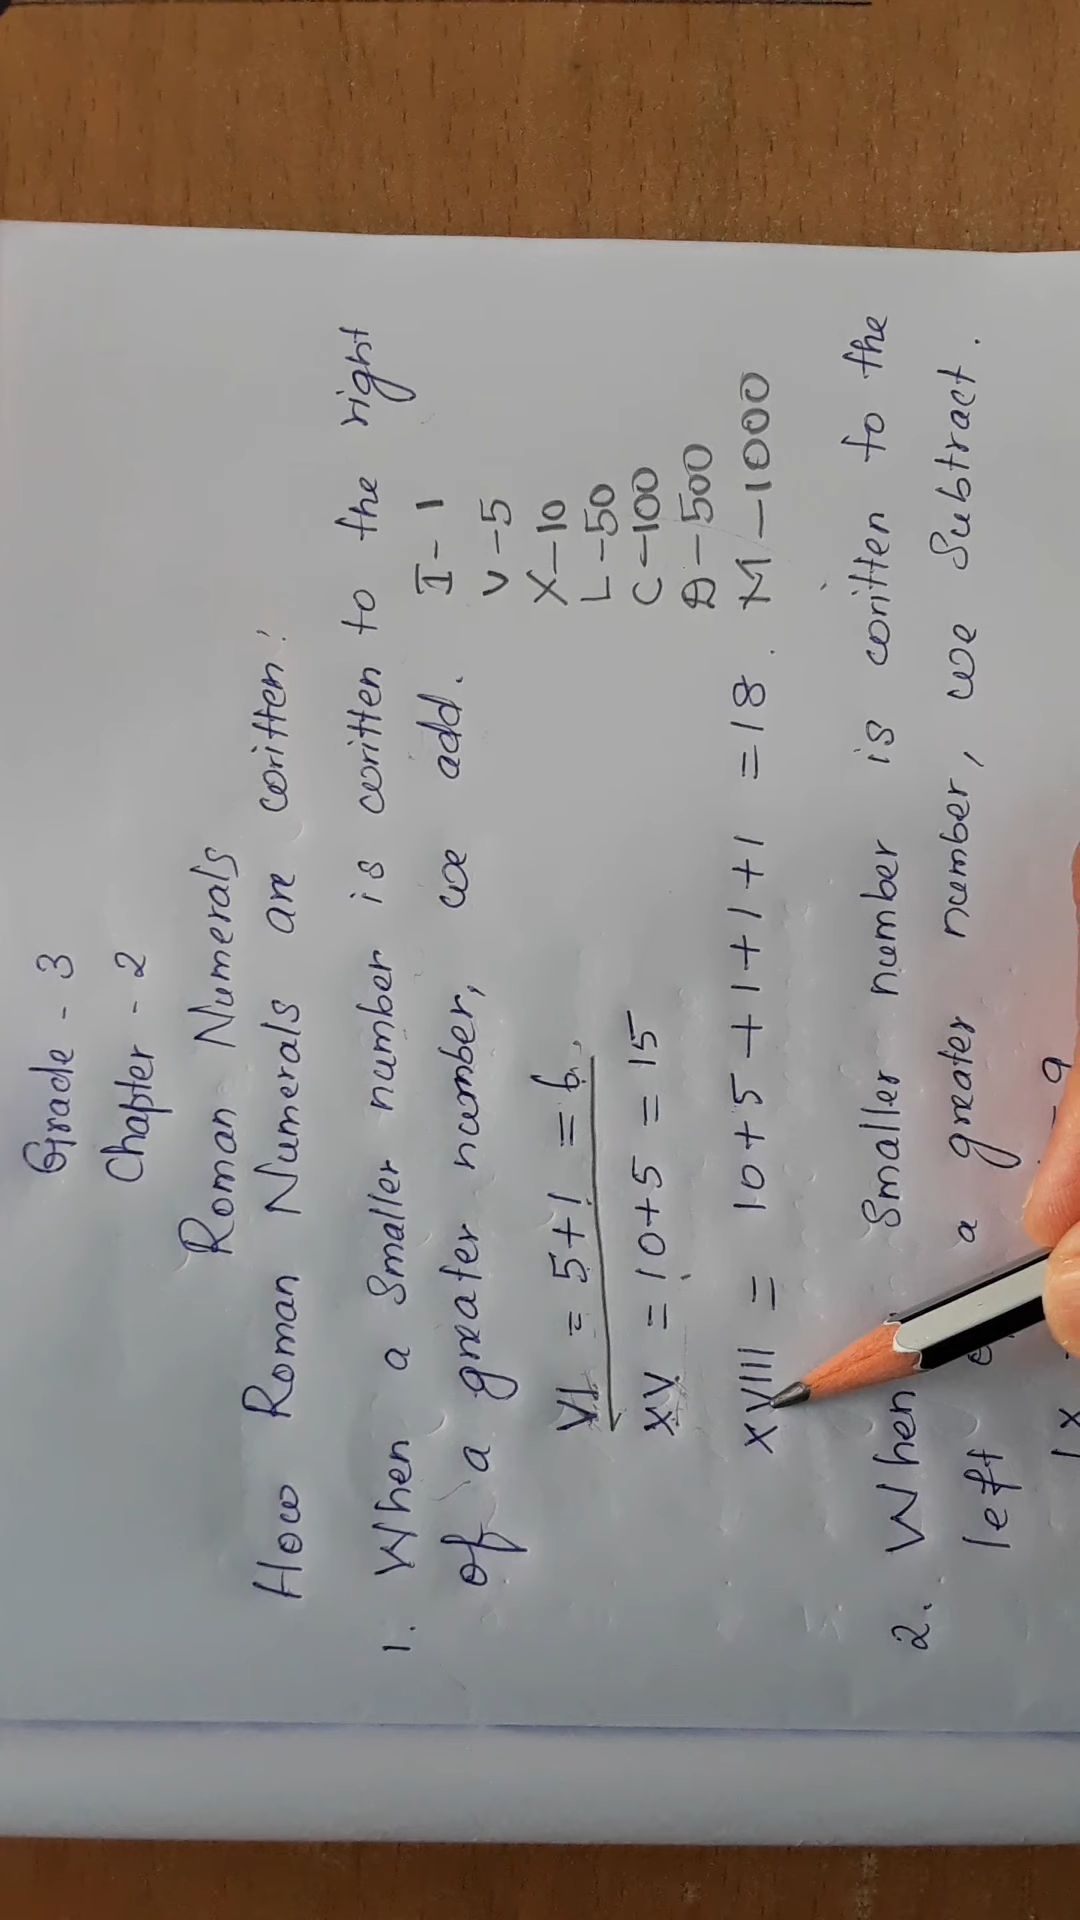 Grade - 3
Chapter - 2
Roman Numerals
How Roman Numerals are written!
1. When a Smaller number is written to the right
of a greater number, we add.
I - 1
V - 5
VI = 5+1 = 6.
X - 10
L - 50
XV = 10+5 = 15
C - 100
D - 500
XVIII = 10+5+1+1+1 = 18.
M - 1000
2. When Smaller number is written to the
left a greater number, we Subtract.
IX 9